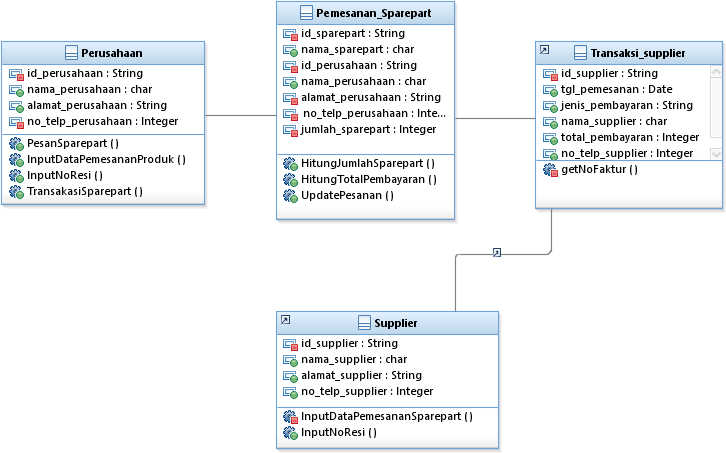 Perusahaan
id_perusahaan : String
nama_perusahaan : char
alamat_perusahaan : String
no_telp_perusahaan : Integer
PesanSparepart ( )
InputDataPemesananProduk ( )
InputNoResi ( )
TransakasiSparepart ( )
Pemesanan_Sparepart
id_sparepart : String
nama_sparepart : char
id_perusahaan : String
nama_perusahaan : char
alamat_perusahaan : String
no_telp_perusahaan : Inte...
jumlah_sparepart : Integer
HitungJumlahSparepart ( )
HitungTotalPembayaran ( )
UpdatePesanan ( )
Transaksi_supplier
id_supplier : String
tgl_pemesanan : Date
jenis_pembayaran : String
nama_supplier : char
total_pembayaran : Integer
no_telp_supplier : Integer
getNoFaktur ( )
Supplier
id_supplier : String
nama_supplier : char
alamat_supplier : String
no_telp_supplier : Integer
InputDataPemesananSparepart ( )
InputNoResi ( )